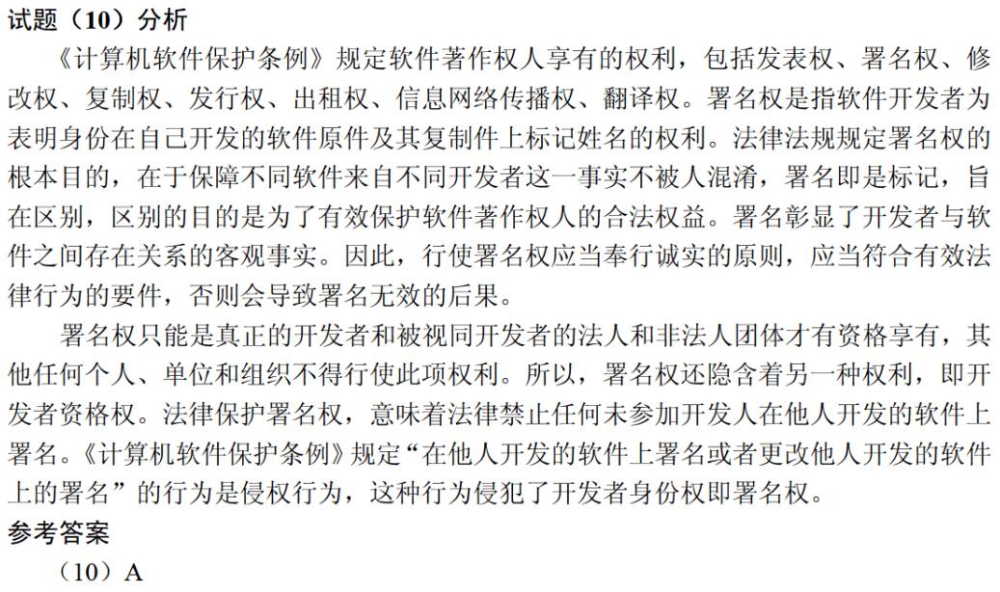 试题（10）分析
《计算机软件保护条例》规定软件著作权人享有的权利，包括发表权、署名权、修
改权、复制权、发行权、出租权、信息网络传播权、翻译权。署名权是指软件开发者为
表明身份在自己开发的软件原件及其复制件上标记姓名的权利。法律法规规定署名权的
根本目的，在于保障不同软件来自不同开发者这一事实不被人混淆，署名即是标记，旨
在区别，区别的目的是为了有效保护软件著作权人的合法权益。署名彰显了开发者与软
件之间存在关系的客观事实。因此，行使署名权应当奉行诚实的原则，应当符合有效法
律行为的要件，否则会导致署名无效的后果。
署名权只能是真正的开发者和被视同开发者的法人和非法人团体才有资格享有，其
他任何个人、单位和组织不得行使此项权利。所以，署名权还隐含着另一种权利，即开
发者资格权。法律保护署名权，意味着法律禁止任何未参加开发人在他人开发的软件上
署名。《计算机软件保护条例》规定“在他人开发的软件上署名或者更改他人开发的软件
上的署名”的行为是侵权行为，这种行为侵犯了开发者身份权即署名权。
参考答案
（10）A